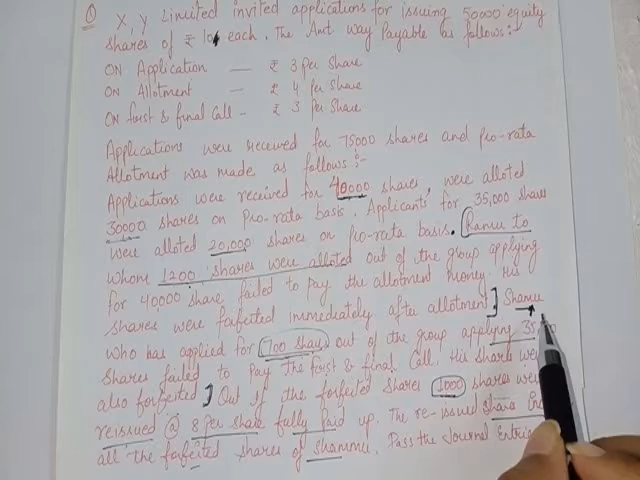 ① X, Y Limited invited applications for issuing 50000 equity
shares of ₹ 10 each. The Amt way Payable as follows:-
ON Application — ₹ 3 per Share
ON Allotment — ₹ 4 per Share
ON first & final Call - ₹ 3 Per Share
Applications were received for 75000 shares and pro-rata
Allotment was made as follows :-
Applications were received for 40000 shares, were alloted
30000 shares on pro-rata basis. Applicants for 35,000 share
were alloted 20,000 shares on pro-rata basis. [Ramu to
Whom 1200 shares were alloted out of the group applying
for 40000 share failed to pay the allotment money. His
shares were forfeited immediately after allotment.] Shamu
who has applied for 700 shares out of the group applying 35
shares failed to pay the first & final Call. His shares wer
also forfeited] Out of the forfeited shares 1000 shares wer
reissued @ 8 per share fully paid up. The re-issued share
all the forfeited shares of shammu. Pass the Journal Entrie